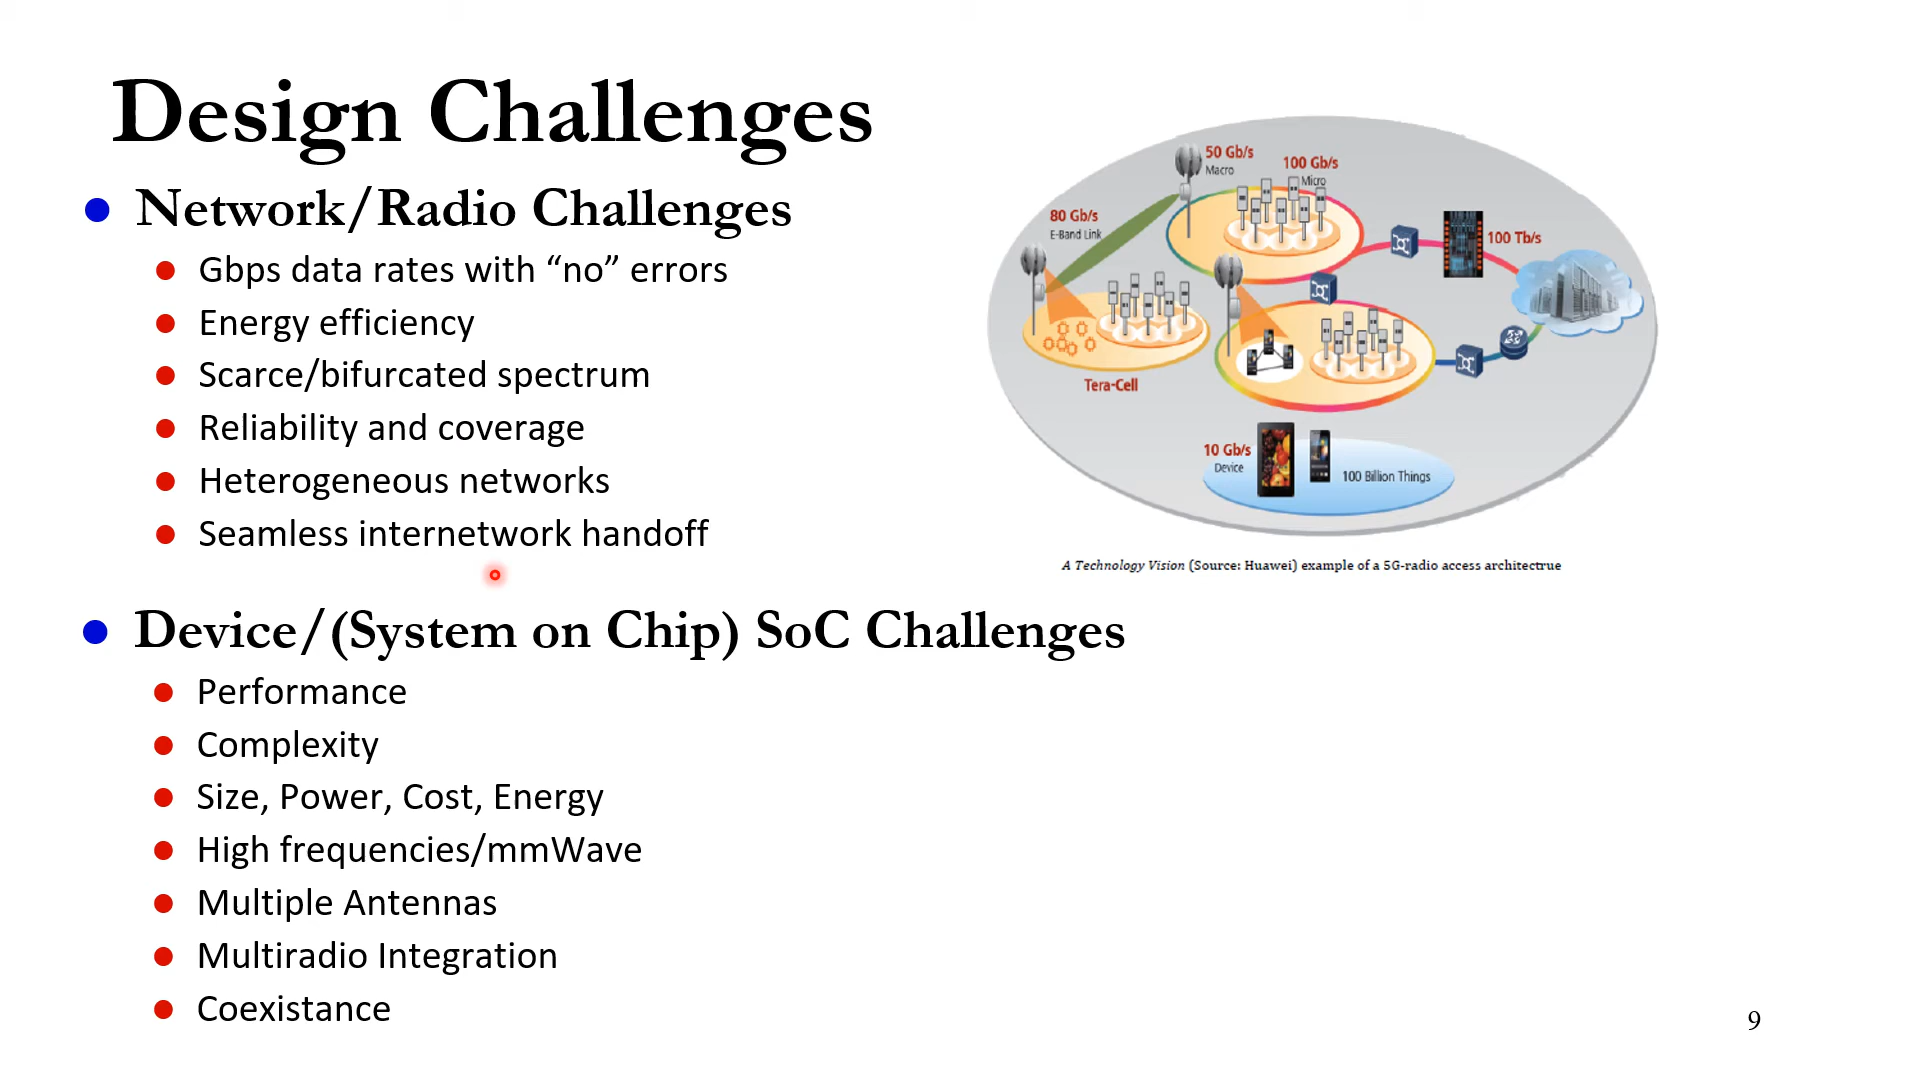 Design Challenges
Network/Radio Challenges
Gbps data rates with “no” errors
Energy efficiency
Scarce/bifurcated spectrum
Reliability and coverage
Heterogeneous networks
Seamless internetwork handoff
50 Gb/s
Macro
100 Gb/s
Micro
80 Gb/s
E-Band Link
100 Tb/s
Tera-Cell
10 Gb/s
Device
100 Billion Things
A Technology Vision (Source: Huawei) example of a 5G-radio access architectrue
Device/(System on Chip) SoC Challenges
Performance
Complexity
Size, Power, Cost, Energy
High frequencies/mmWave
Multiple Antennas
Multiradio Integration
Coexistance
9